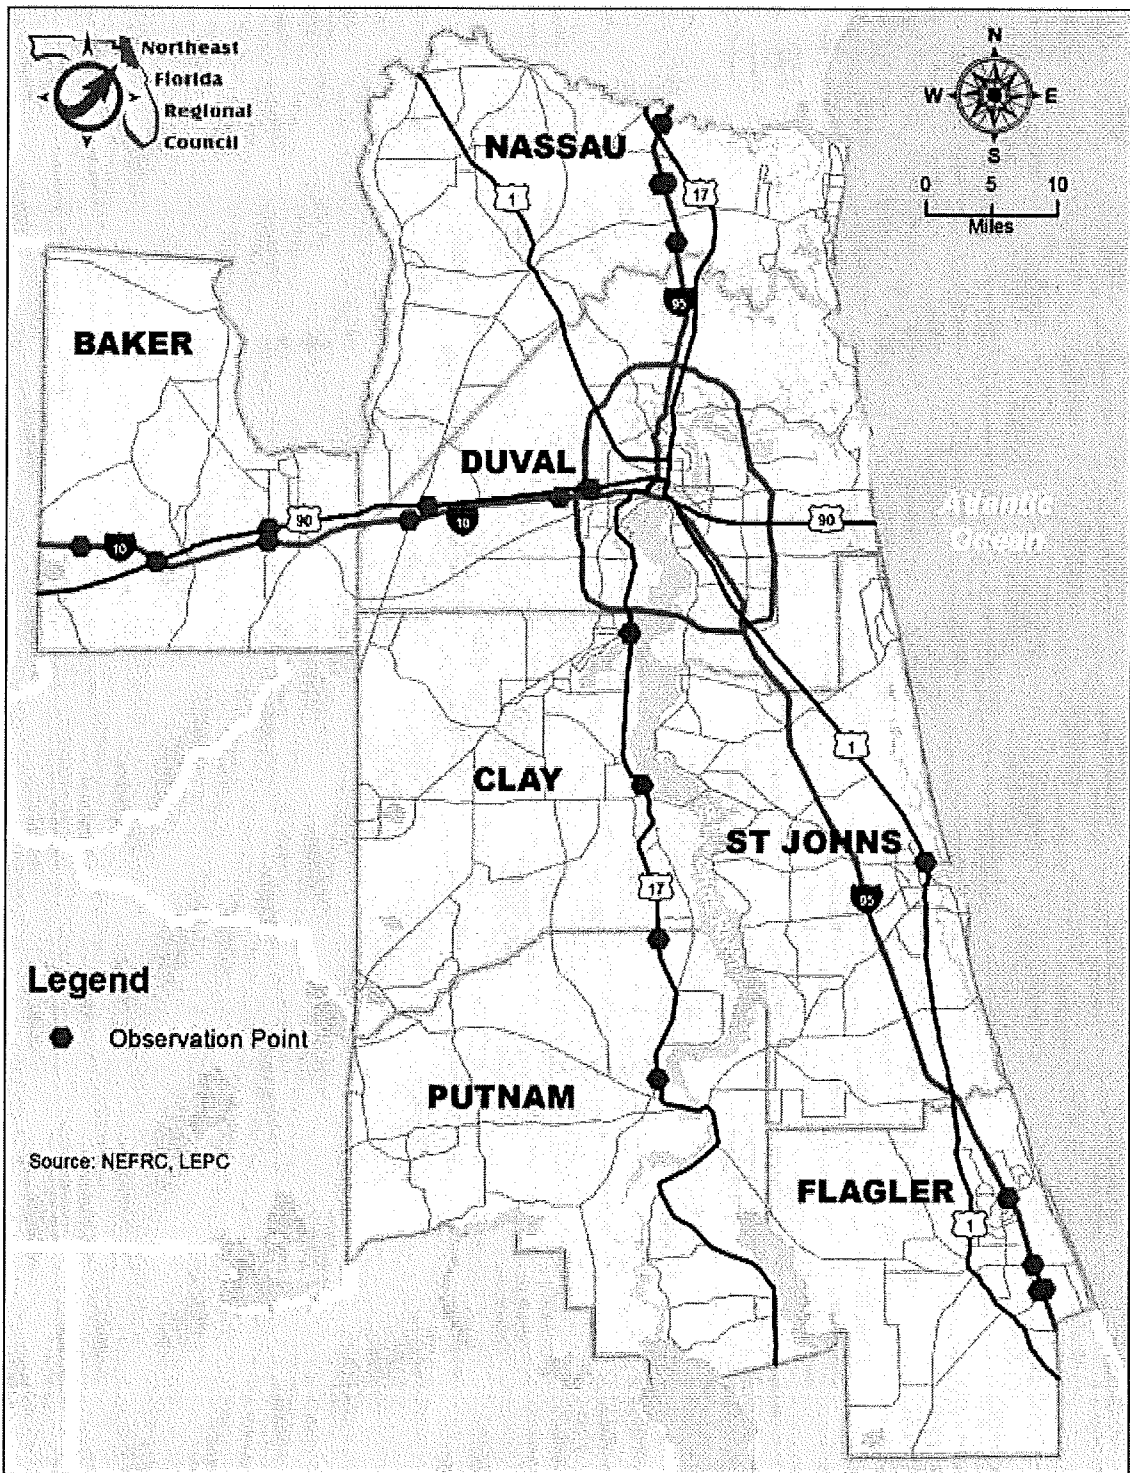 Northeast
Florida
Regional
Council
N
W
E
S
0
5
10
Miles
NASSAU
1
17
95
BAKER
DUVAL
90
10
10
90
Atlantic
Ocean
CLAY
1
ST JOHNS
17
95
Legend
Observation Point
PUTNAM
Source: NEFRC, LEPC
FLAGLER
1